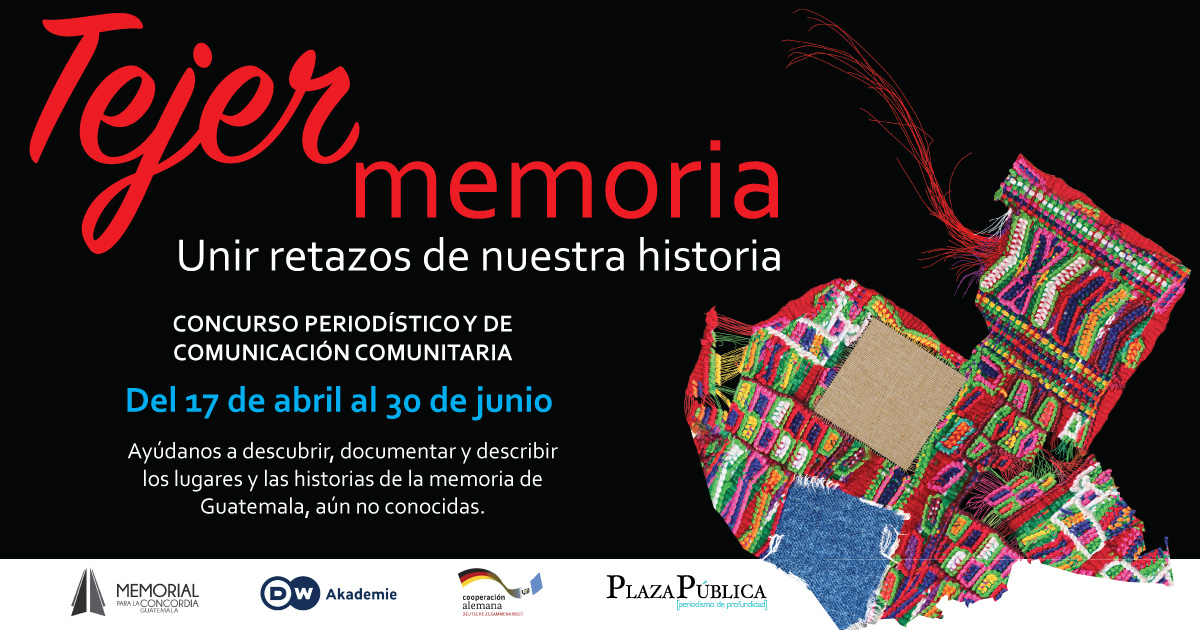 Tejer
memoria
Unir retazos de nuestra historia
CONCURSO PERIODÍSTICO Y DE
COMUNICACIÓN COMUNITARIA
Del 17 de abril al 30 de junio
Ayúdanos a descubrir, documentar y describir
los lugares y las historias de la memoria de
Guatemala, aún no conocidas.
MEMORIAL
PARA LA CONCORDIA
GUATEMALA
DW Akademie
cooperación
alemana
DEUTSCHE ZUSAMMENARBEIT
PLAZA PÚBLICA
[periodismo de profundidad]